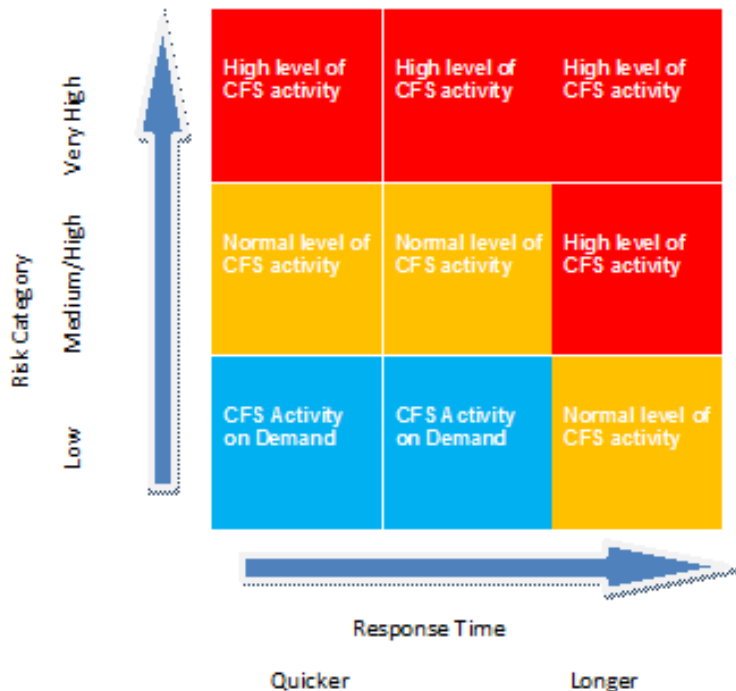 Very High
High level of
CFS activity
High level of
CFS activity
High level of
CFS activity
Risk Category
Medium/High
Normal level of
CFS activity
Normal level of
CFS activity
High level of
CFS activity
Low
CFS Activity
on Demand
CFS Activity
on Demand
Normal level of
CFS activity
Response Time
Quicker
Longer